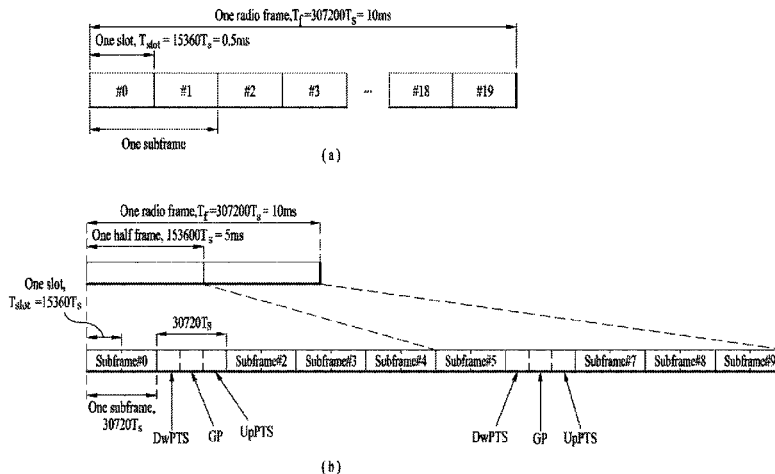 One radio frame,T_f=307200T_s = 10ms
One slot, T_slot = 15360T_s = 0.5ms
#0 #1 #2 #3 ... #18 #19
One subframe
(a)
One radio frame,T_f=307200T_s = 10ms
One half frame, 153600T_s = 5ms
One slot,
T_slot =15360T_s
30720T_s
Subframe#0 Subframe#2 Subframe#3 Subframe#4 Subframe#5 Subframe#7 Subframe#8 Subframe#9
One subframe,
30720T_s
DwPTS GP UpPTS DwPTS GP UpPTS
(b)